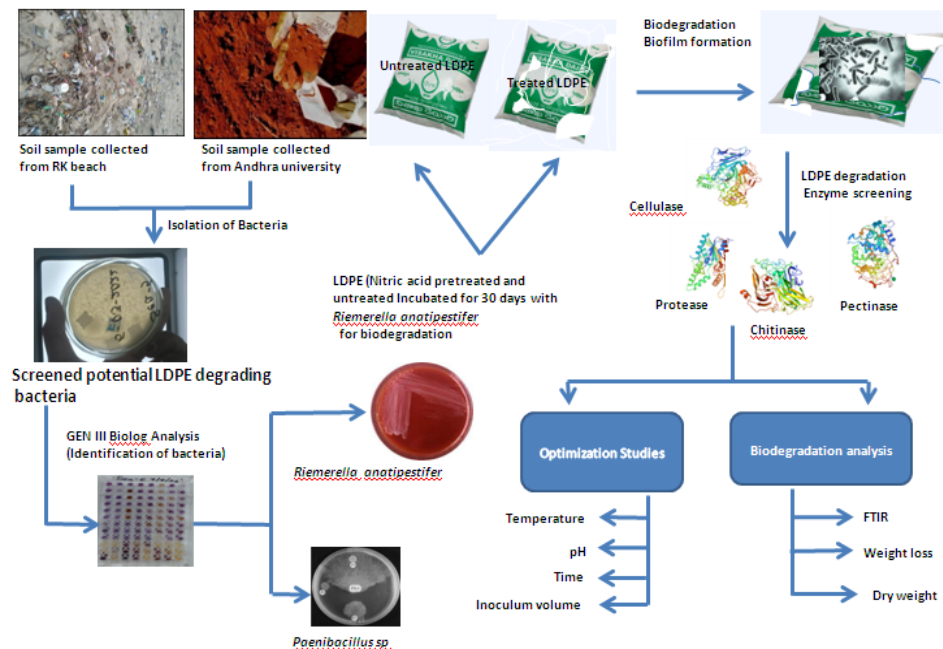 Soil sample collected
from RK beach
Soil sample collected
from Andhra university
Untreated LDPE
Treated LDPE
Biodegradation
Biofilm formation
Isolation of Bacteria
LDPE degradation
Enzyme screening
Cellulase
Protease
Chitinase
Pectinase
LDPE (Nitric acid pretreated and
untreated Incubated for 30 days with
Riemerella anatipestifer
for biodegradation
Screened potential LDPE degrading
bacteria
GEN III Biolog Analysis
(Identification of bacteria)
Riemerella anatipestifer
Paenibacillus sp
Optimization Studies
Temperature
pH
Time
Inoculum volume
Biodegradation analysis
FTIR
Weight loss
Dry weight